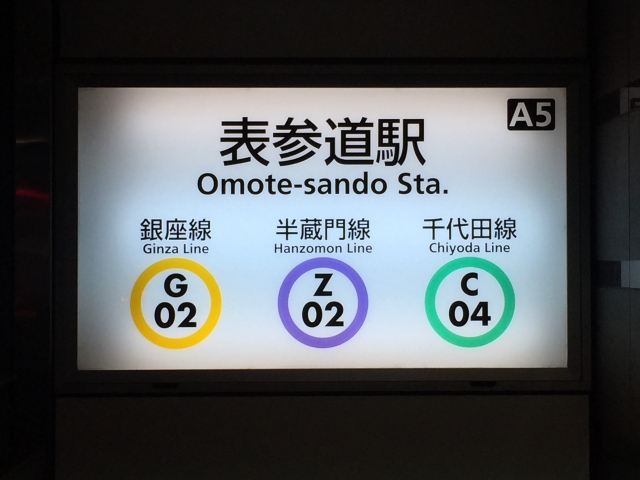 A5
表参道駅
Omote-sando Sta.
銀座線 半蔵門線 千代田線
Ginza Line Hanzomon Line Chiyoda Line
G Z C
02 02 04